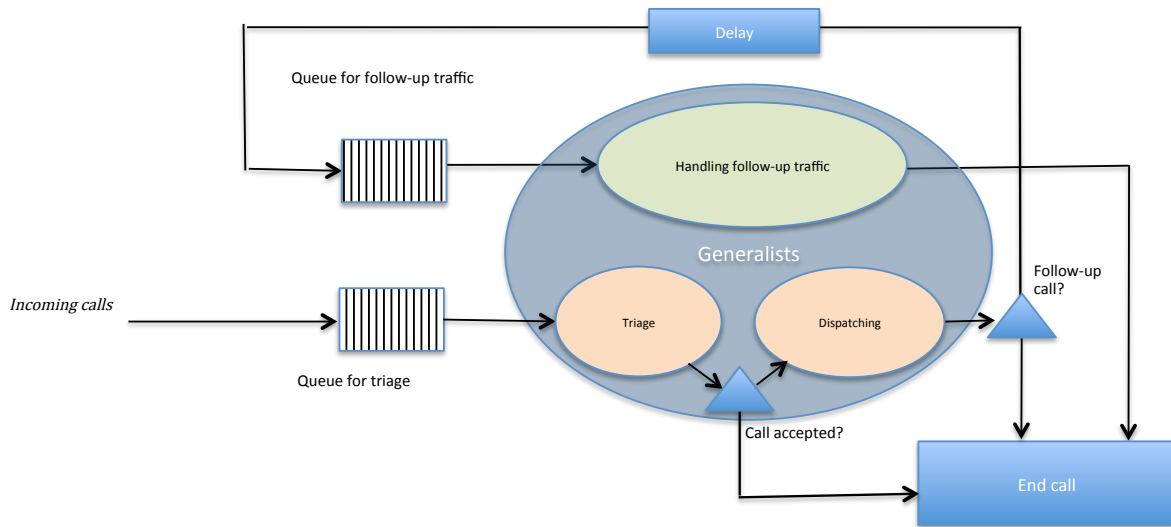 Delay
Queue for follow-up traffic
Handling follow-up traffic
Generalists
Follow-up
call?
Incoming calls
Triage
Dispatching
Queue for triage
Call accepted?
End call